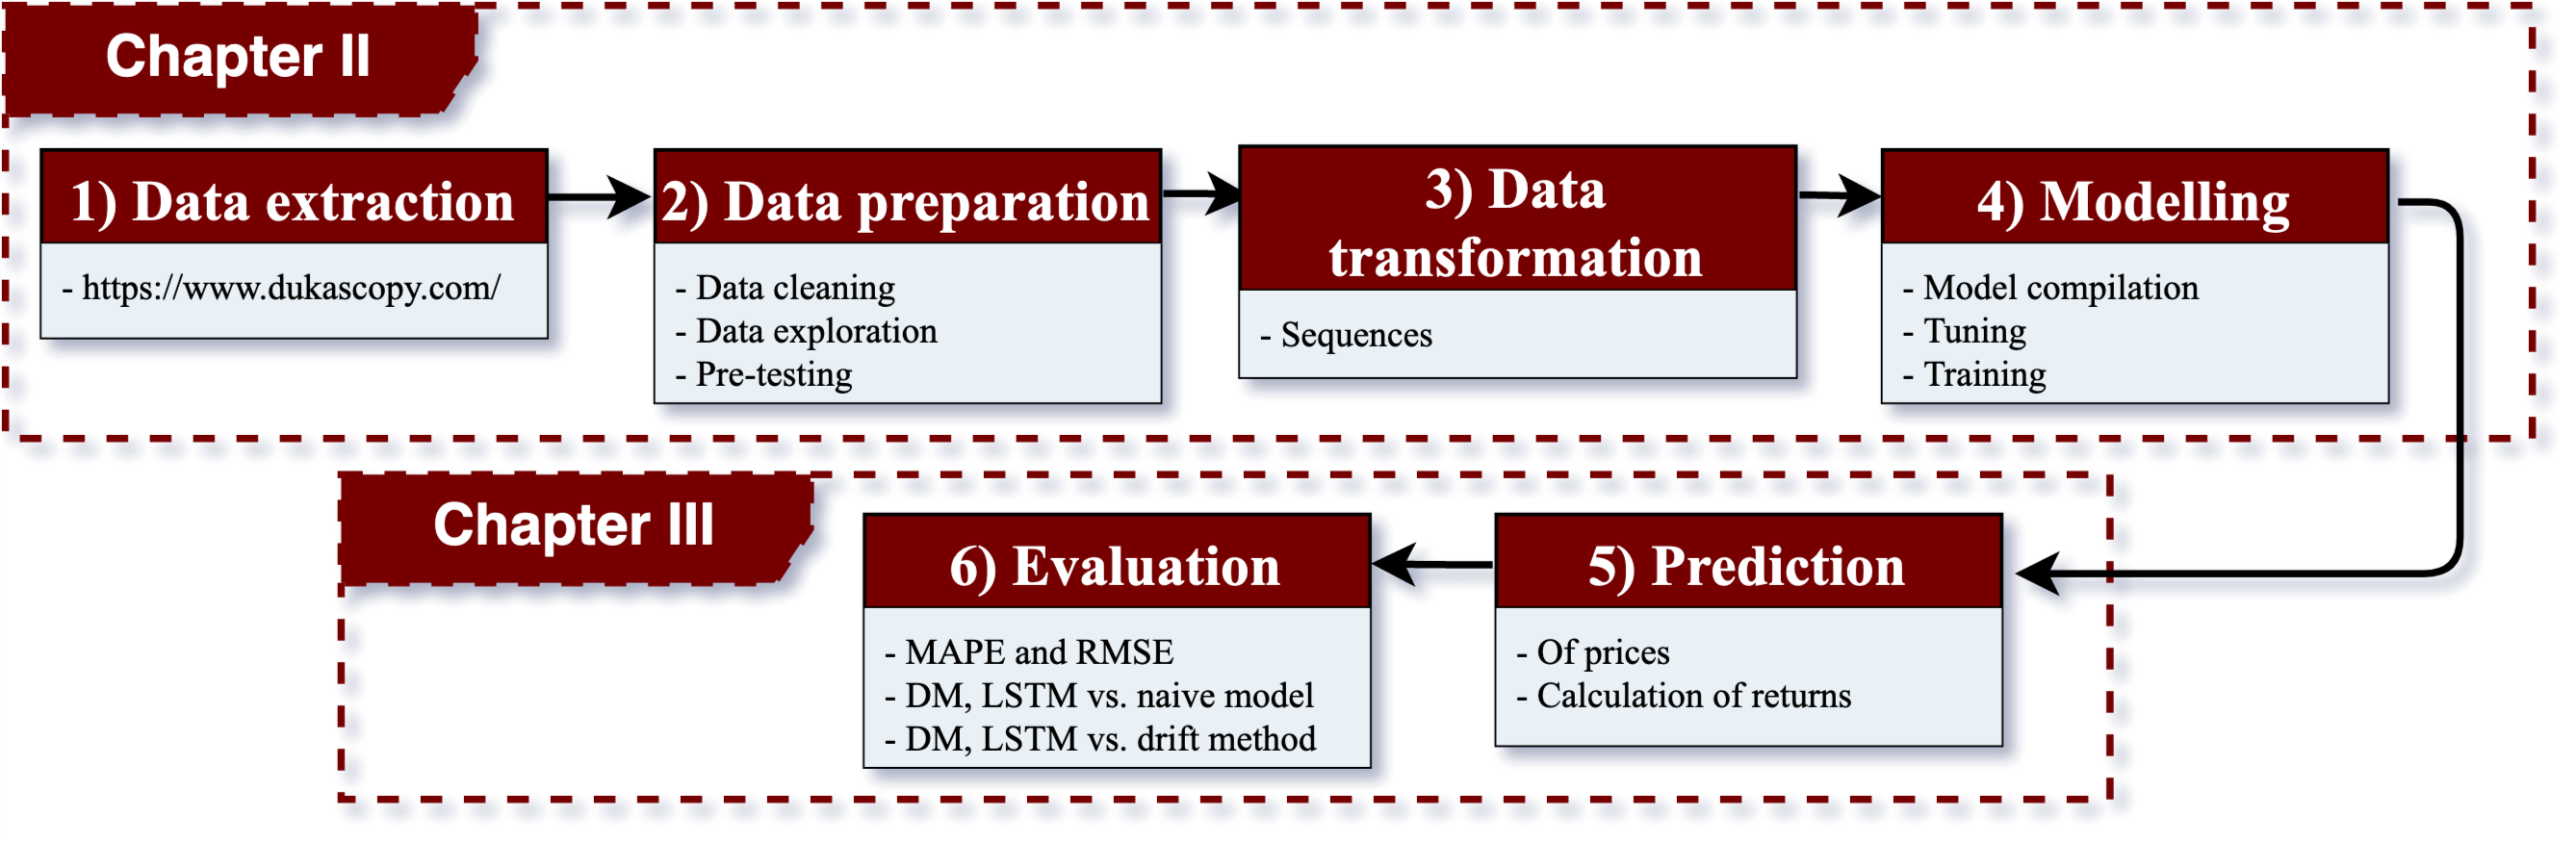 Chapter II
1) Data extraction
- https://www.dukascopy.com/
2) Data preparation
- Data cleaning
- Data exploration
- Pre-testing
3) Data
transformation
- Sequences
4) Modelling
- Model compilation
- Tuning
- Training
Chapter III
5) Prediction
- Of prices
- Calculation of returns
6) Evaluation
- MAPE and RMSE
- DM, LSTM vs. naive model
- DM, LSTM vs. drift method